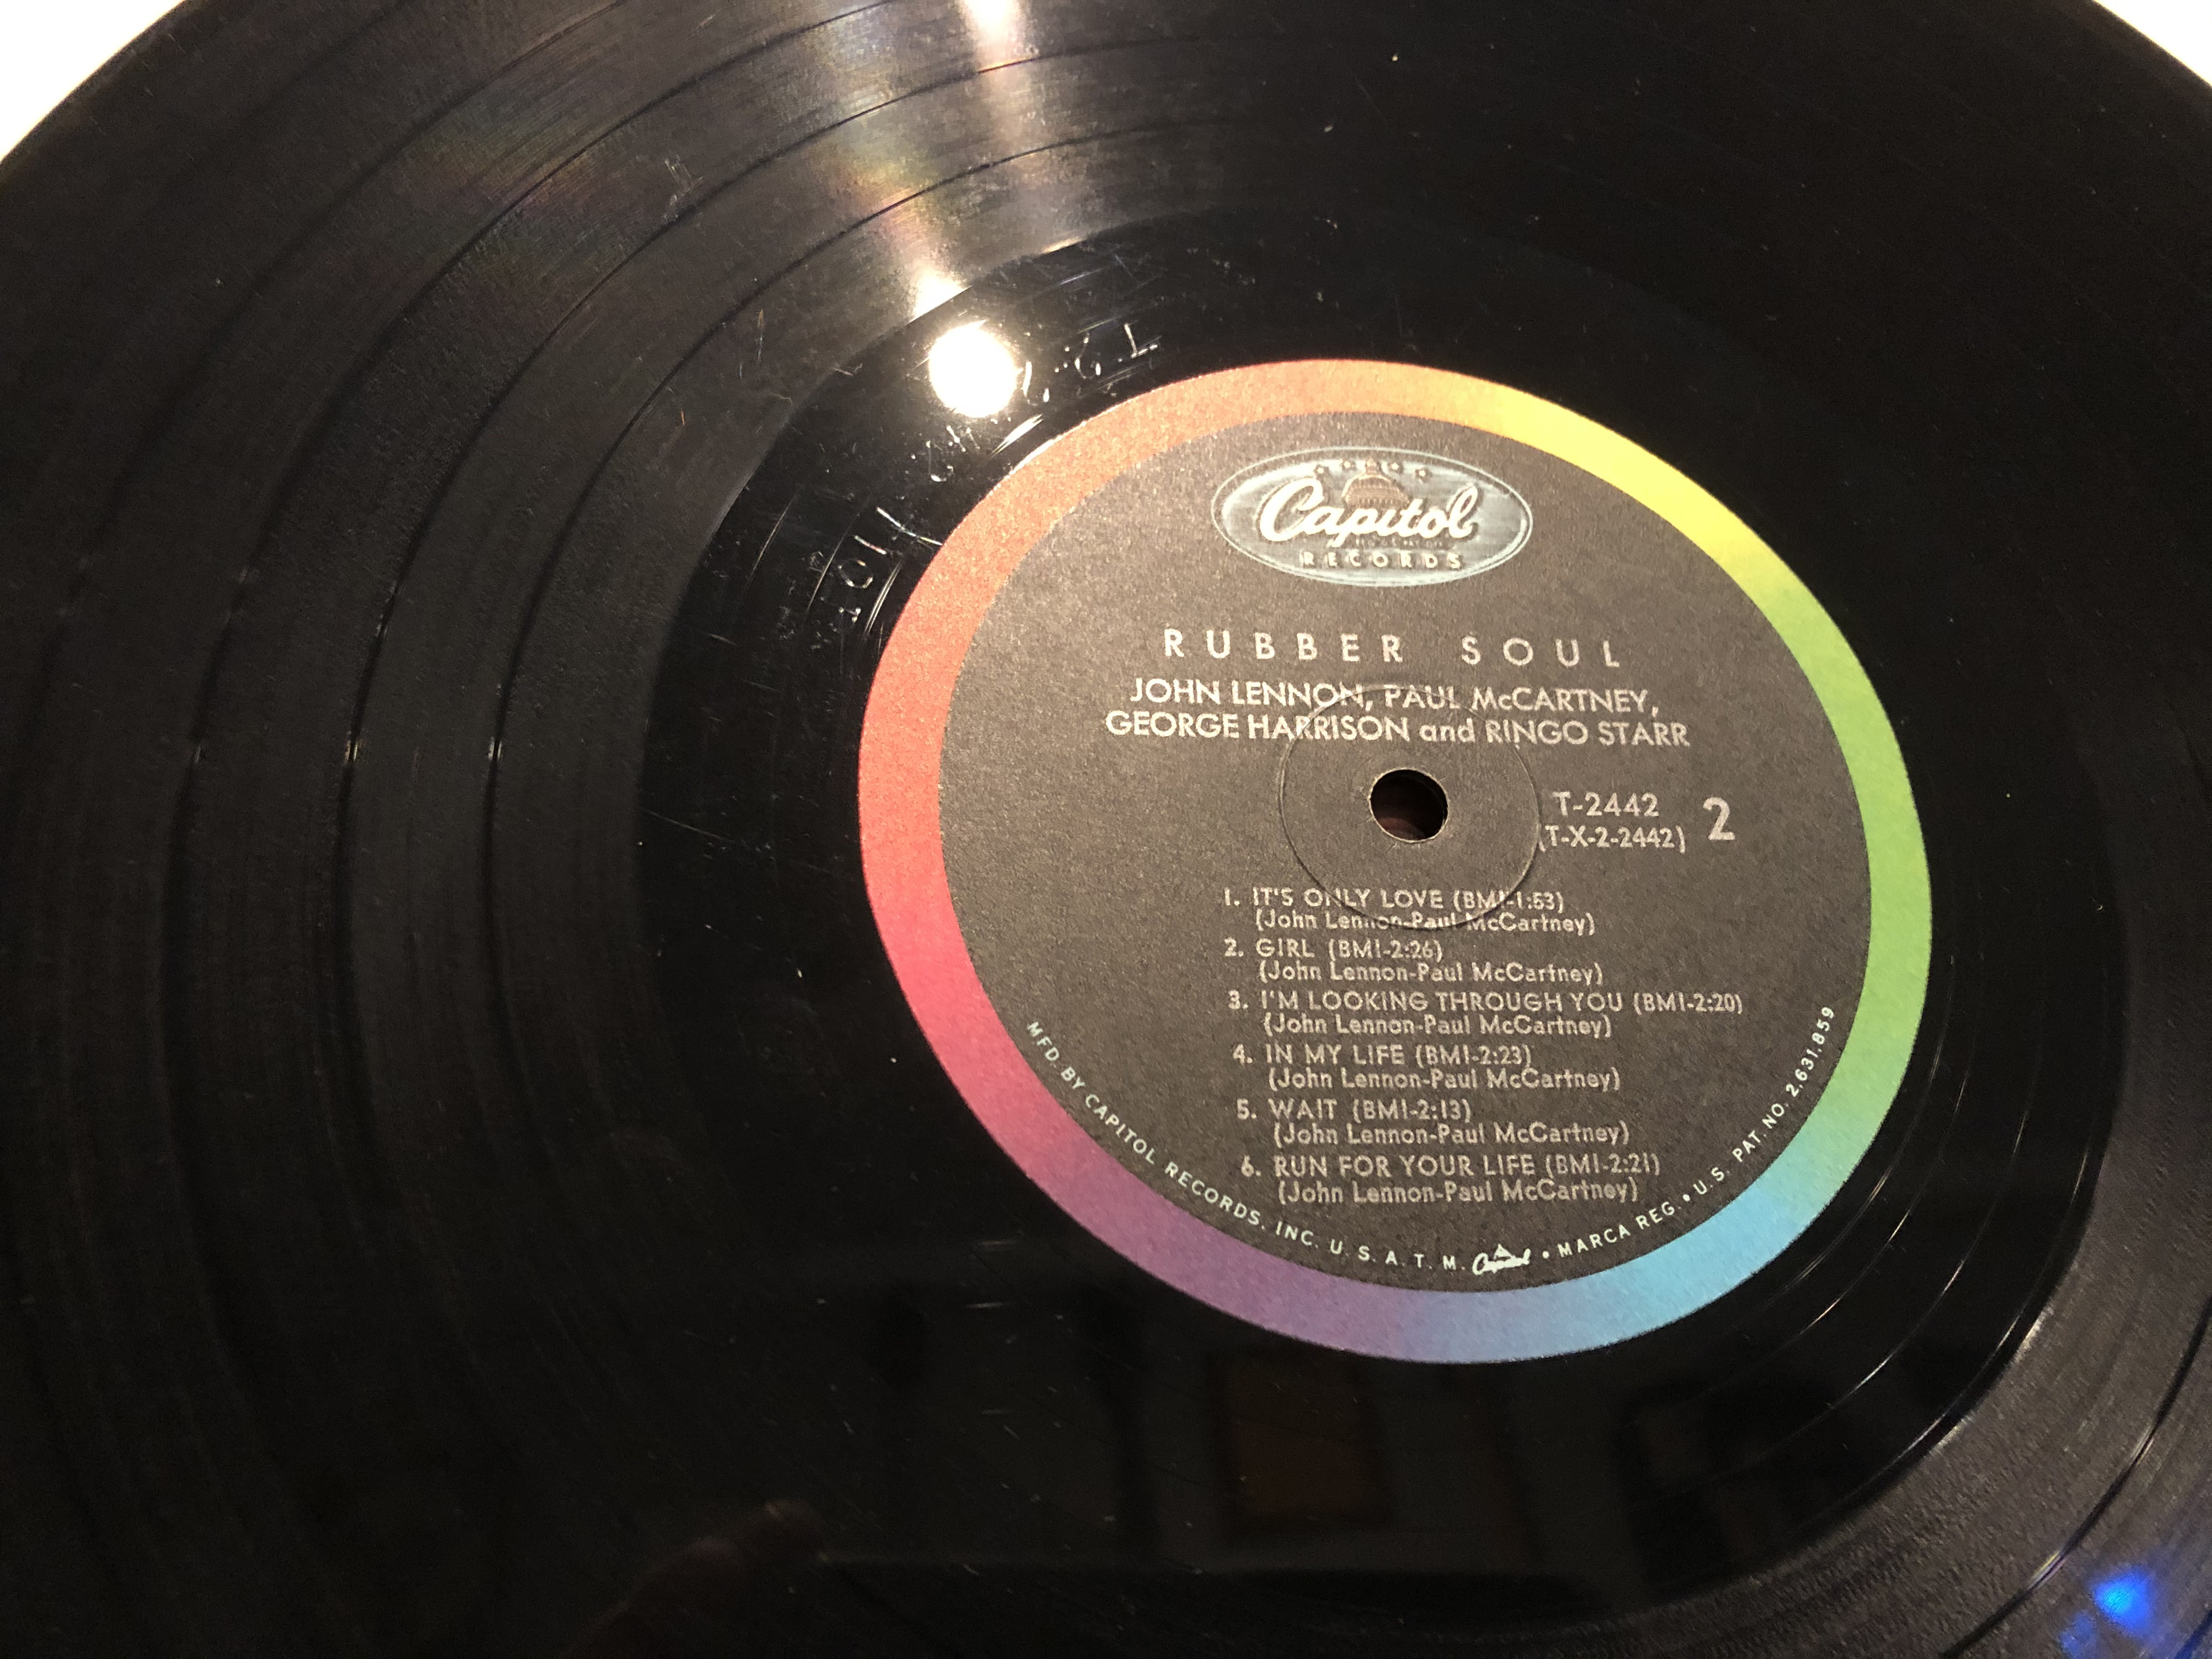 Capitol
RECORDS
RUBBER SOUL
JOHN LENNON, PAUL McCARTNEY,
GEORGE HARRISON and RINGO STARR
T-2442
(T-X-2-2442)
2
1. IT'S ONLY LOVE (BMI-1:53)
(John Lennon-Paul McCartney)
2. GIRL (BMI-2:26)
(John Lennon-Paul McCartney)
3. I'M LOOKING THROUGH YOU (BMI-2:20)
(John Lennon-Paul McCartney)
4. IN MY LIFE (BMI-2:23)
(John Lennon-Paul McCartney)
5. WAIT (BMI-2:13)
(John Lennon-Paul McCartney)
6. RUN FOR YOUR LIFE (BMI-2:21)
(John Lennon-Paul McCartney)
MFD. BY CAPITOL RECORDS, INC. U. S. A. T. M. Capitol • MARCA REG. • U.S. PAT. NO. 2,631,859